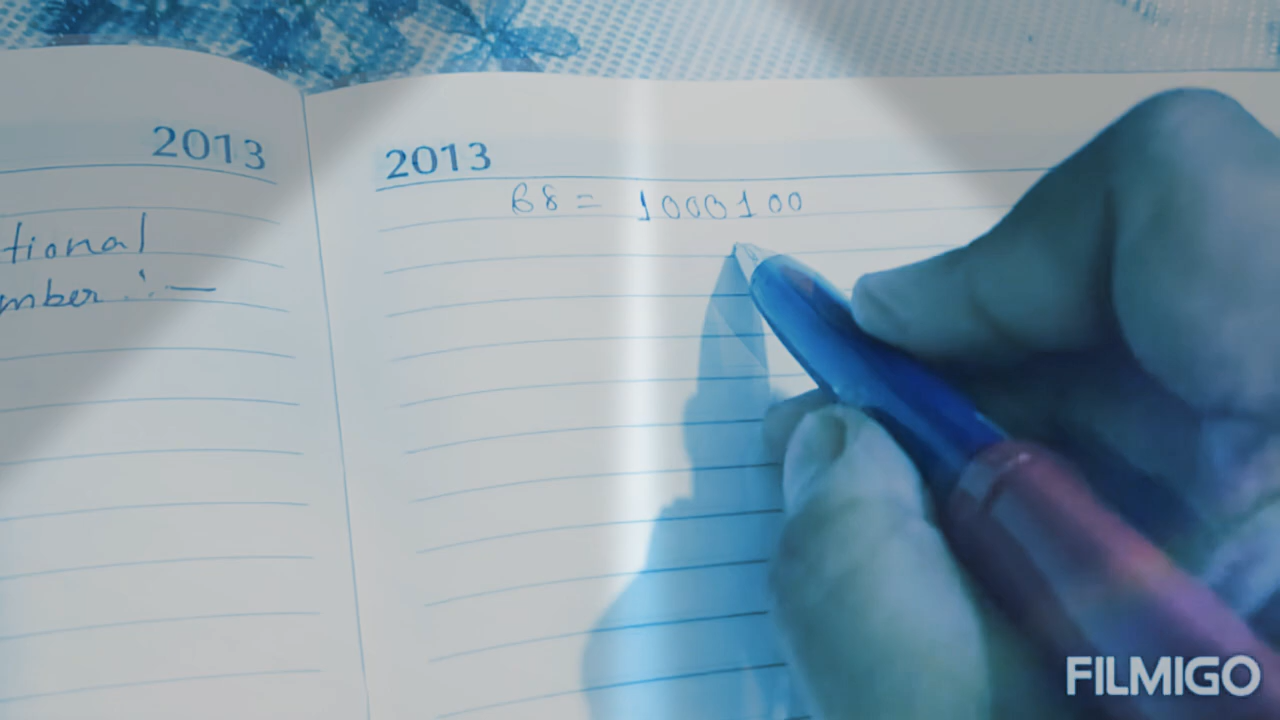 2013
tional
mber :—
2013
68 = 1000100
FILMIGO